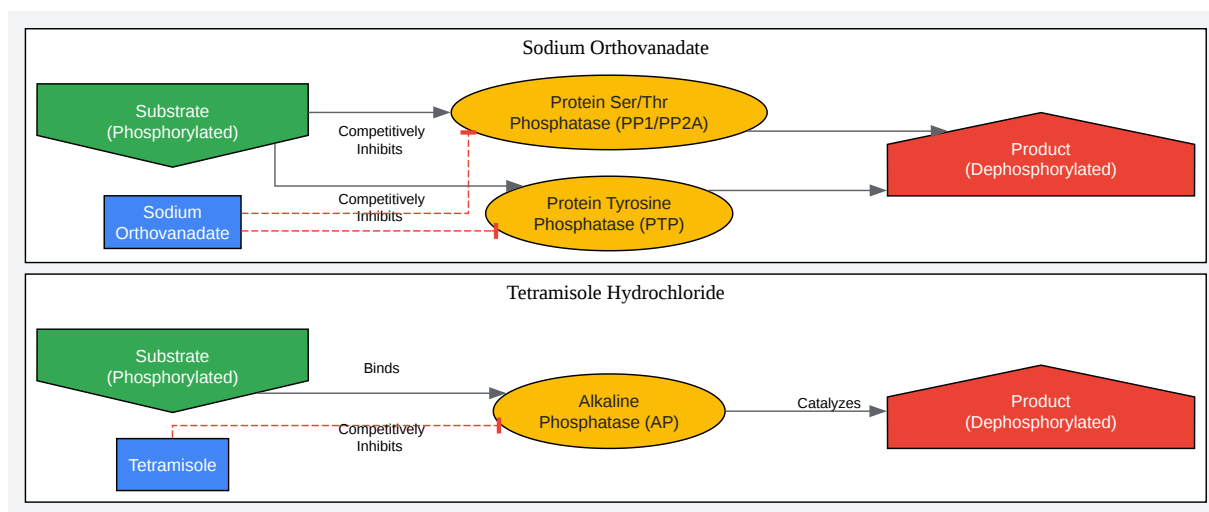 Sodium Orthovanadate
Substrate
(Phosphorylated)
Protein Ser/Thr
Phosphatase (PP1/PP2A)
Competitively
Inhibits
Product
(Dephosphorylated)
Competitively
Inhibits
Sodium
Orthovanadate
Protein Tyrosine
Phosphatase (PTP)
Tetramisole Hydrochloride
Substrate
(Phosphorylated)
Binds
Alkaline
Phosphatase (AP)
Catalyzes
Product
(Dephosphorylated)
Competitively
Inhibits
Tetramisole